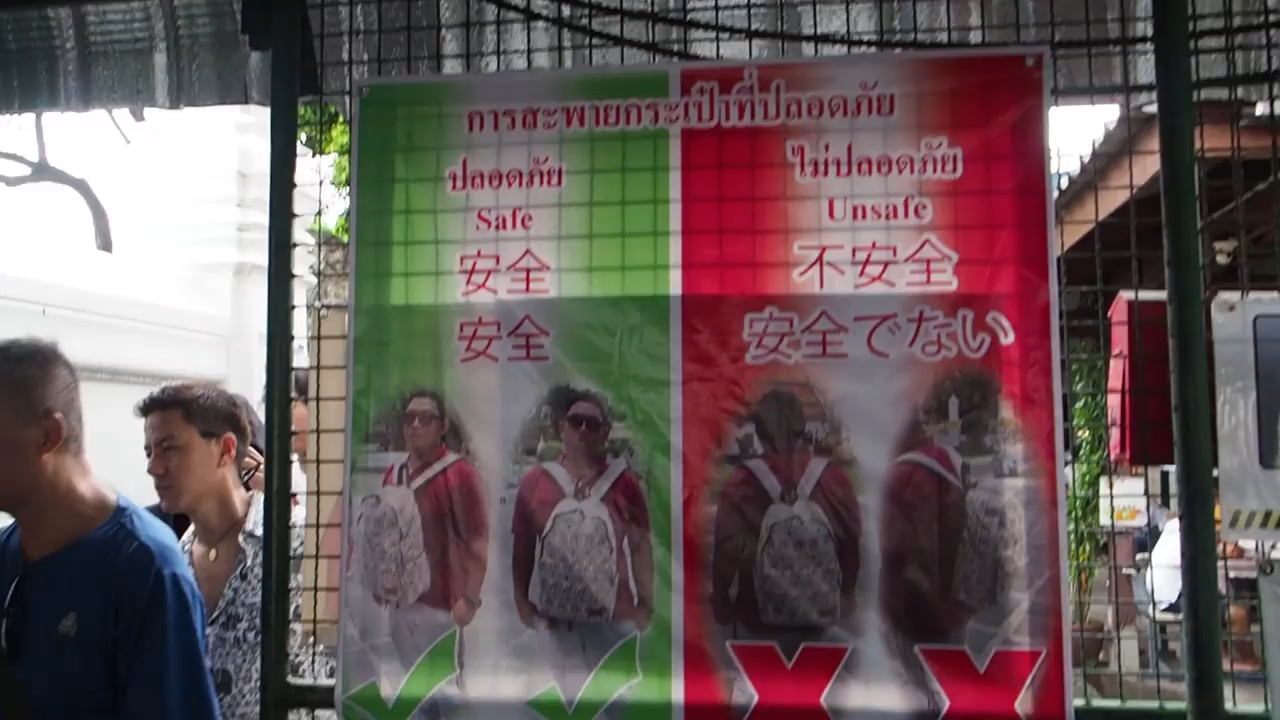 การสะพายกระเป๋าที่ปลอดภัย
ปลอดภัย
Safe
安全
安全
ไม่ปลอดภัย
Unsafe
不安全
安全でない